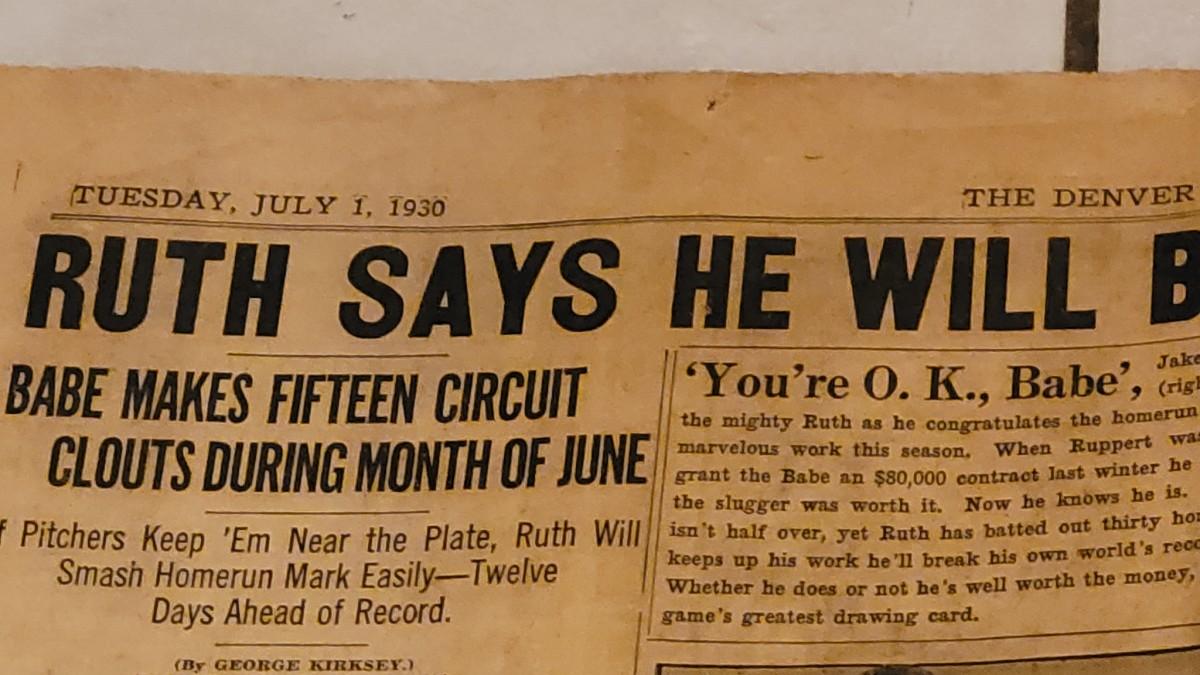 TUESDAY, JULY 1, 1930
THE DENVER
RUTH SAYS HE WILL B
BABE MAKES FIFTEEN CIRCUIT
CLOUTS DURING MONTH OF JUNE
f Pitchers Keep 'Em Near the Plate, Ruth Will
Smash Homerun Mark Easily—Twelve
Days Ahead of Record.
(By GEORGE KIRKSEY.)
'You're O. K., Babe', Jake
(righ
the mighty Ruth as he congratulates the homerun
marvelous work this season. When Ruppert was
grant the Babe an $80,000 contract last winter he
the slugger was worth it. Now he knows he is.
isn't half over, yet Ruth has batted out thirty ho
keeps up his work he'll break his own world's reco
Whether he does or not he's well worth the money,
game's greatest drawing card.